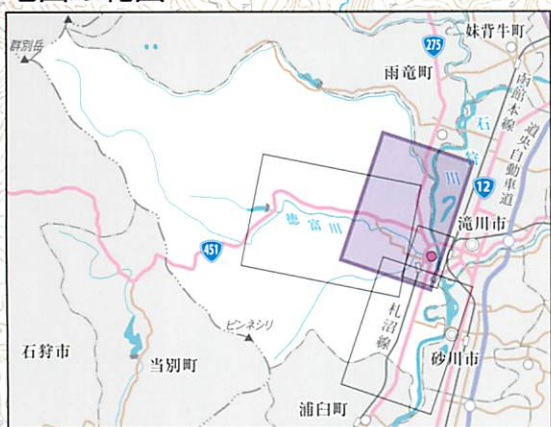 妹背牛町
群別岳
275
雨竜町
函館本線
道央自動車道
石狩川
12
徳富川
滝川市
451
札沼線
ピンネシリ
石狩市
当別町
砂川市
浦臼町